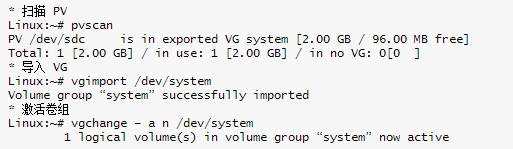 * 扫描 PV
Linux:~# pvscan
PV /dev/sdc     is in exported VG system [2.00 GB / 96.00 MB free]
Total: 1 [2.00 GB] / in use: 1 [2.00 GB] / in no VG: 0[0  ]
* 导入 VG
Linux:~# vgimport /dev/system
Volume group “system” successfully imported
* 激活卷组
Linux:~# vgchange – a n /dev/system
        1 logical volume(s) in volume group “system” now active